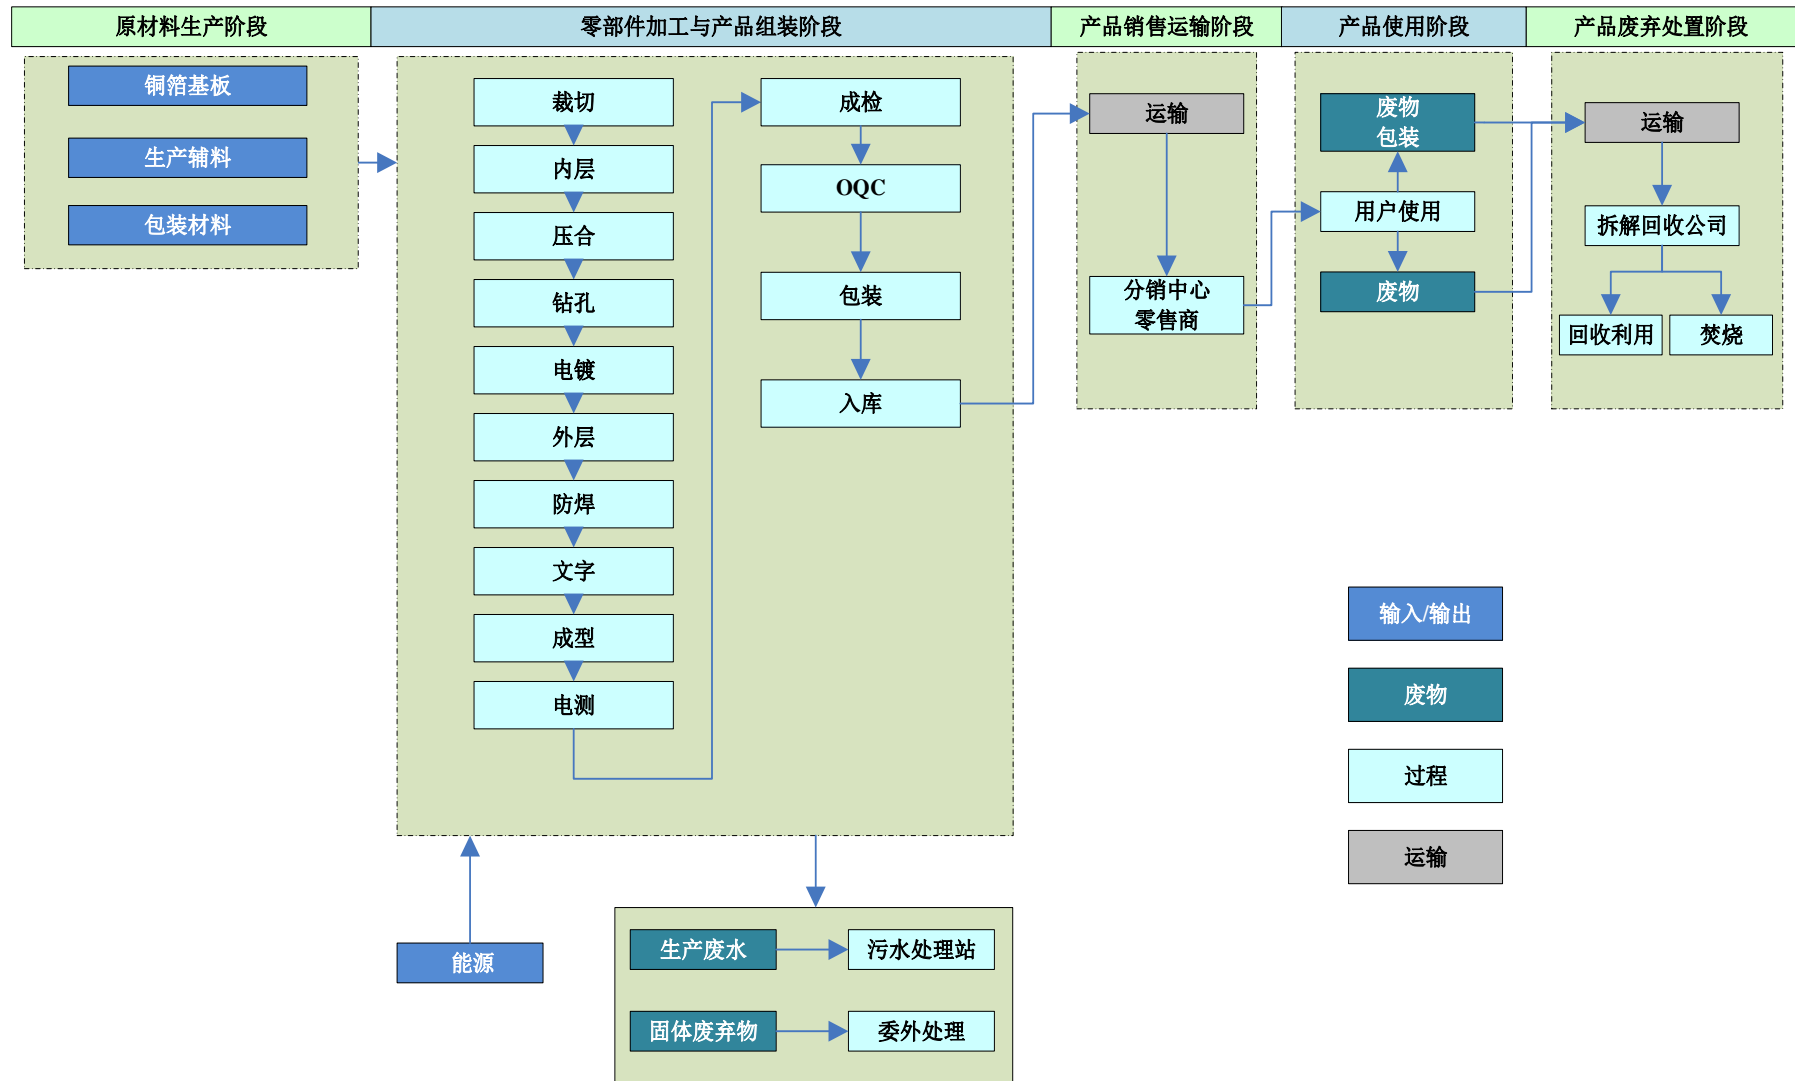 原材料生产阶段
零部件加工与产品组装阶段
产品销售运输阶段
产品使用阶段
产品废弃处置阶段
铜箔基板
生产辅料
包装材料
裁切
内层
压合
钻孔
电镀
外层
防焊
文字
成型
电测
成检
OQC
包装
入库
运输
分销中心
零售商
废物
包装
用户使用
废物
运输
拆解回收公司
回收利用
焚烧
输入/输出
废物
过程
运输
能源
生产废水
污水处理站
固体废弃物
委外处理